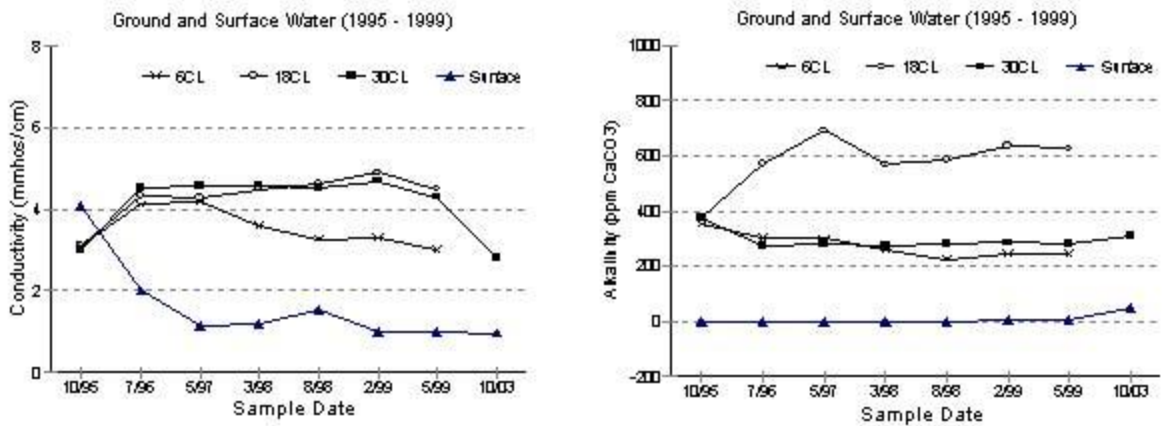 Ground and Surface Water (1995 - 1999)
8
6
4
2
0
6CL 18CL 30CL Surface
Conductivity (mmhos/cm)
10/95 7/96 5/97 3/98 8/98 2/99 5/99 10/03
Sample Date
Ground and Surface Water (1995 - 1999)
1000
800
600
400
200
0
-200
6CL 18CL 30CL Surface
Alkalinity (ppm CaCO3)
10/95 7/96 5/97 3/98 8/98 2/99 5/99 10/03
Sample Date